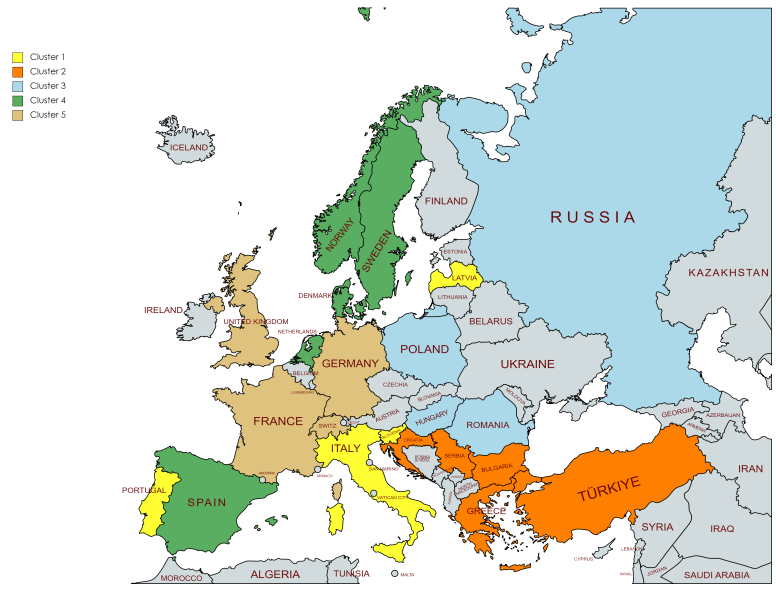 Cluster 1
Cluster 2
Cluster 3
Cluster 4
Cluster 5
ICELAND
RUSSIA
FINLAND
NORWAY
SWEDEN
ESTONIA
LATVIA
LITHUANIA
KAZAKHSTAN
DENMARK
IRELAND
UNITED KINGDOM
NETHERLANDS
BELARUS
POLAND
GERMANY
BELGIUM
LUXEMBOURG
UKRAINE
CZECHIA
SLOVAKIA
MOLDOVA
FRANCE
SWITZ.
AUSTRIA
HUNGARY
ROMANIA
GEORGIA
AZERBAIJAN
ARMENIA
ITALY
SLOVENIA
CROATIA
BOSNIA
SERBIA
BULGARIA
SAN MARINO
MONACO
ANDORRA
VATICAN CITY
PORTUGAL
SPAIN
GREECE
TÜRKIYE
IRAN
SYRIA
IRAQ
CYPRUS
LEBANON
ISRAEL
JORDAN
SAUDI ARABIA
MOROCCO
ALGERIA
TUNISIA
MALTA